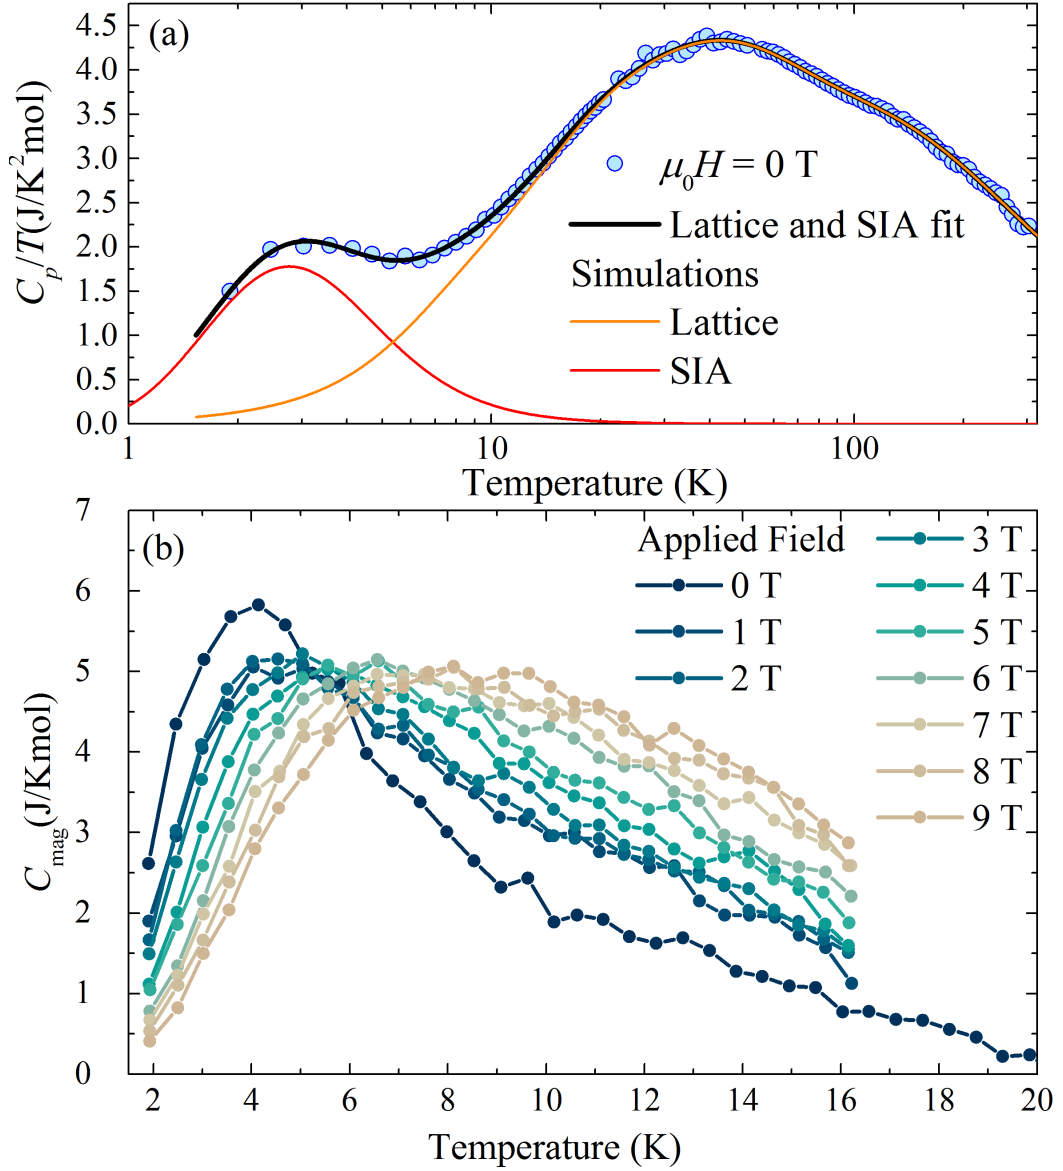 (a)
4.5
4.0
3.5
3.0
2.5
2.0
1.5
1.0
0.5
0.0
C_p/T(J/K²mol)
μ₀H = 0 T
Lattice and SIA fit
Simulations
Lattice
SIA
1 10 100
Temperature (K)
(b)
7
6
5
4
3
2
1
0
C_mag(J/Kmol)
Applied Field
0 T
1 T
2 T
3 T
4 T
5 T
6 T
7 T
8 T
9 T
2 4 6 8 10 12 14 16 18 20
Temperature (K)